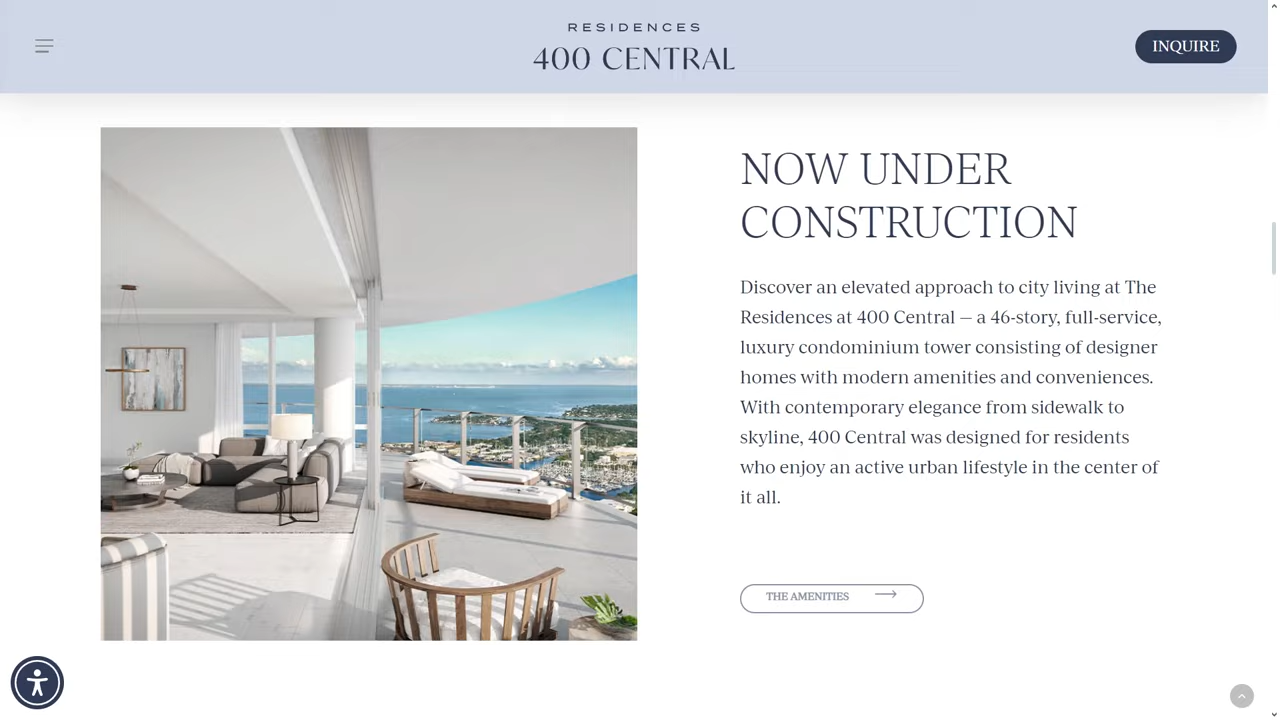 RESIDENCES
400 CENTRAL
INQUIRE
NOW UNDER
CONSTRUCTION
Discover an elevated approach to city living at The
Residences at 400 Central — a 46-story, full-service,
luxury condominium tower consisting of designer
homes with modern amenities and conveniences.
With contemporary elegance from sidewalk to
skyline, 400 Central was designed for residents
who enjoy an active urban lifestyle in the center of
it all.
THE AMENITIES